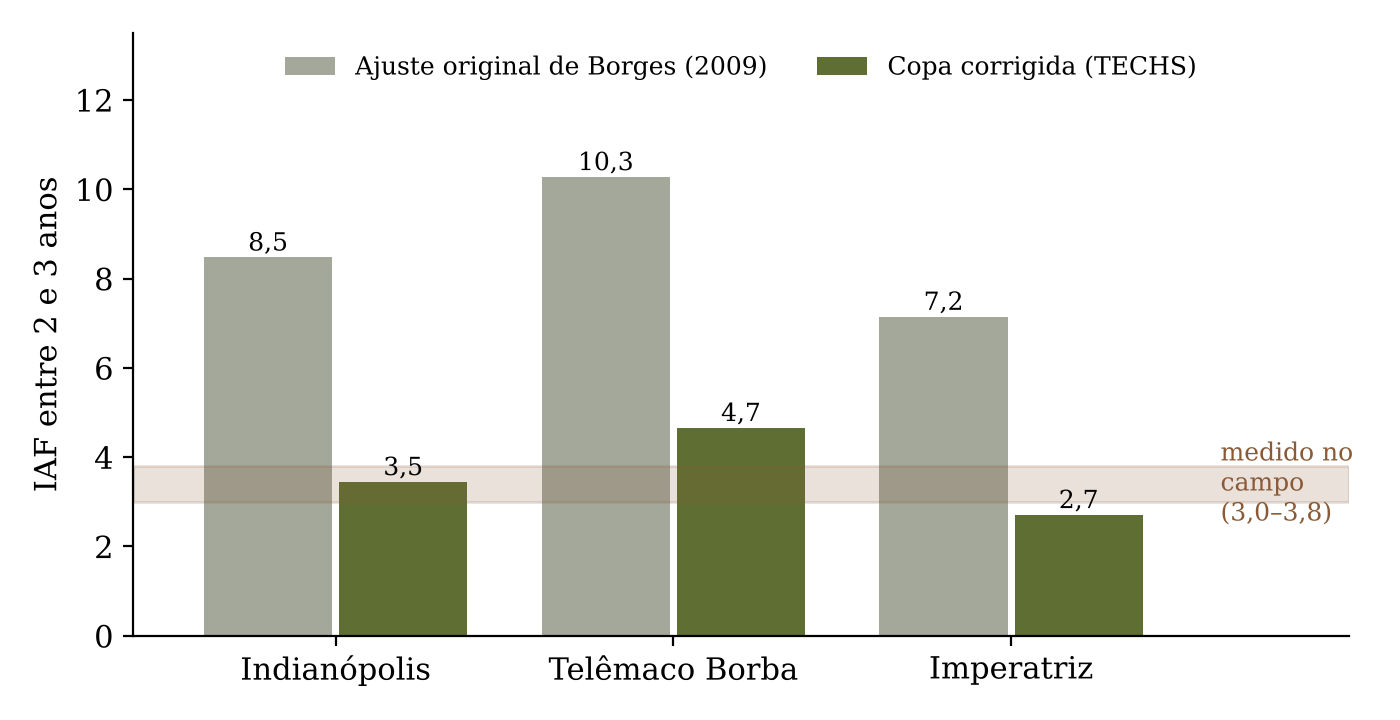 Ajuste original de Borges (2009)
Copa corrigida (TECHS)
IAF entre 2 e 3 anos
12
10
8
6
4
2
0
8,5
3,5
10,3
4,7
7,2
2,7
medido no
campo
(3,0–3,8)
Indianópolis
Telêmaco Borba
Imperatriz